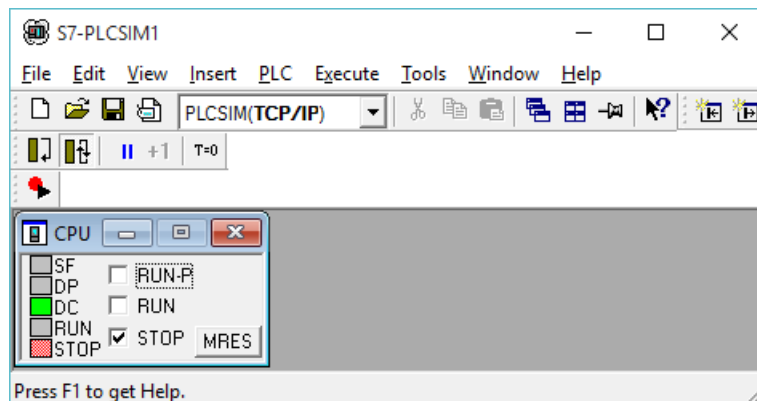 S7-PLCSIM1
File Edit View Insert PLC Execute Tools Window Help
PLCSIM(TCP/IP)
+1 T=0
CPU
SF
DP RUN-P
DC RUN
RUN
STOP STOP MRES
Press F1 to get Help.